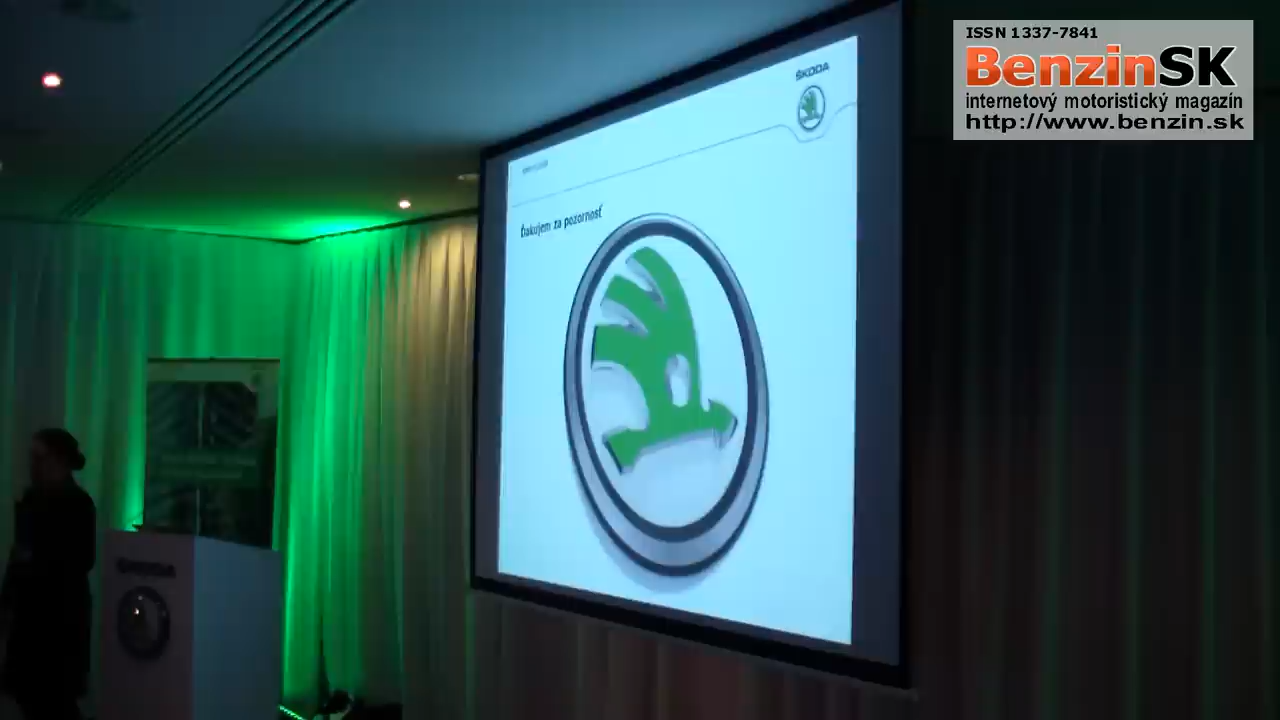 ISSN 1337-7841
BenzinSK
internetový motoristický magazín
http://www.benzin.sk
ŠKODA
Ďakujem za pozornosť